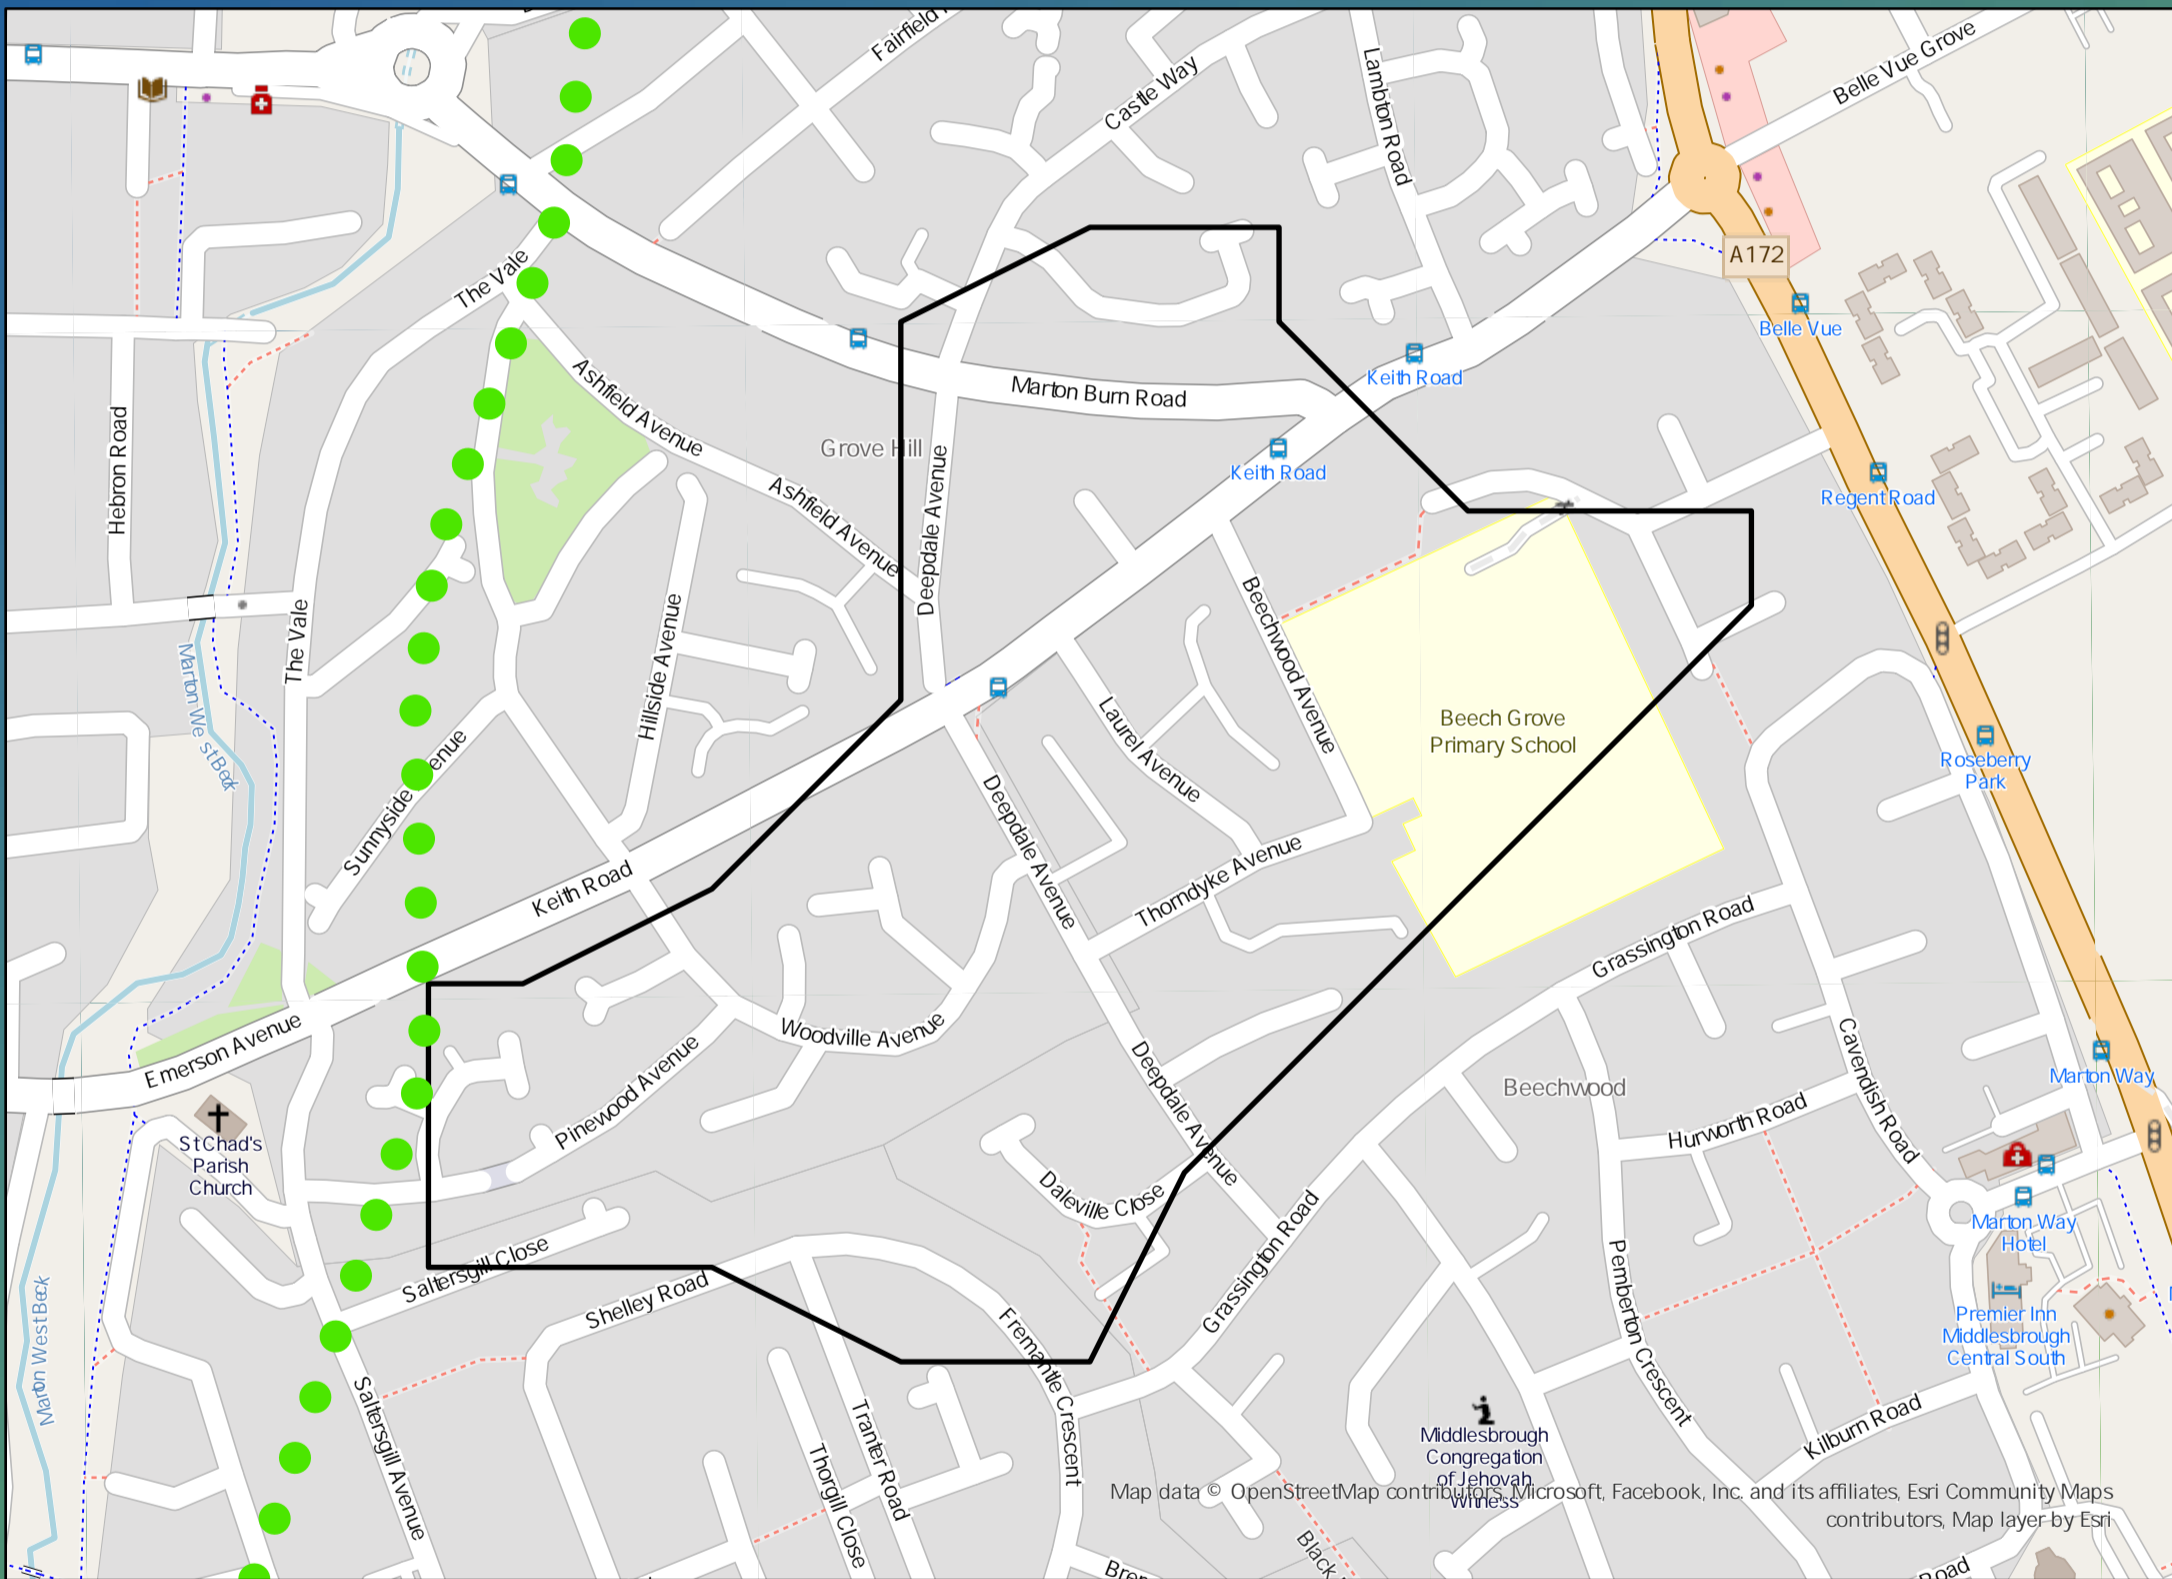 Fairfield
Castle Way
Lambton Road
Belle Vue Grove
A172
The Vale
Belle Vue
Keith Road
Ashfield Avenue
Marton Burn Road
Grove Hill
Keith Road
Hebron Road
Ashfield Avenue
Deepdale Avenue
Regent Road
The Vale
Hillside Avenue
Beechwood Avenue
Marton West Beck
Beech Grove
Primary School
Laurel Avenue
Roseberry
Park
Sunnyside
enue
Deepdale Avenue
Thorndyke Avenue
Keith Road
Grassington Road
Emerson Avenue
Woodville Avenue
Pinewood Avenue
Deepdale Avenue
Cavendish Road
Marton Way
Beechwood
Hurworth Road
St Chad's
Parish
Church
Daleville Close
Marton Way
Hotel
Saltersgill Close
Shelley Road
Grassington Road
Pemberton Crescent
Marton West Beck
Fremantle Crescent
Premier Inn
Middlesbrough
Central South
Saltersgill Avenue
Tranter Road
Thorgill Close
Kilburn Road
Middlesbrough
Congregation
of Jehovah
Witness
Map data © OpenStreetMap contributors, Microsoft, Facebook, Inc. and its affiliates, Esri Community Maps
contributors, Map layer by Esri
Black
Road